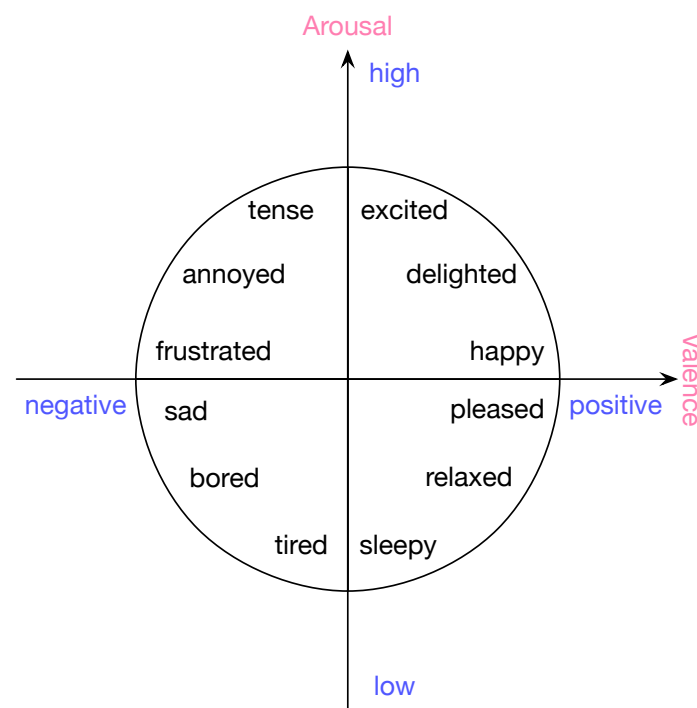 Arousal
high
tense excited
annoyed delighted
frustrated happy
valence
negative sad pleased positive
bored relaxed
tired sleepy
low